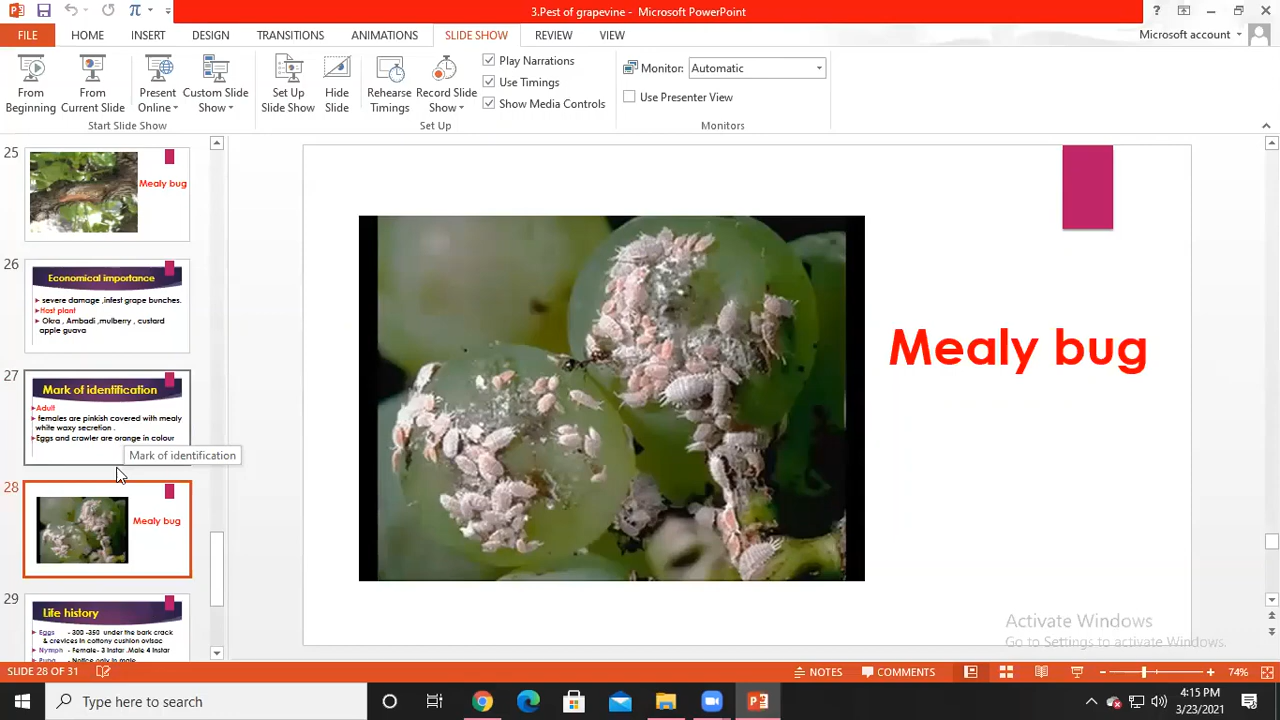 3.Pest of grapevine - Microsoft PowerPoint
FILE HOME INSERT DESIGN TRANSITIONS ANIMATIONS SLIDE SHOW REVIEW VIEW Microsoft account
From Beginning
From Current Slide
Present Online
Custom Slide Show
Set Up Slide Show
Hide Slide
Rehearse Timings
Record Slide Show
Play Narrations
Use Timings
Show Media Controls
Monitor: Automatic
Use Presenter View
Start Slide Show
Set Up
Monitors
25
Mealy bug
26
Economical importance
severe damage ,infest grape bunches.
Host plant
Okra , Ambadi ,mulberry , custard
apple guava
27
Mark of identification
Adult
females are pinkish covered with mealy
white waxy secretion .
Eggs and crawler are orange in colour
Mark of identification
28
Mealy bug
29
Life history
Eggs - 300 -350 under the bark crack
& crevices in cottony cushion ovisac
Nymph - Female- 3 Instar ,Male 4 Instar
Pupa - Notice only in male
Mealy bug
Activate Windows
Go to Settings to activate Windows.
SLIDE 28 OF 31 NOTES COMMENTS 74%
Type here to search
4:15 PM
3/23/2021